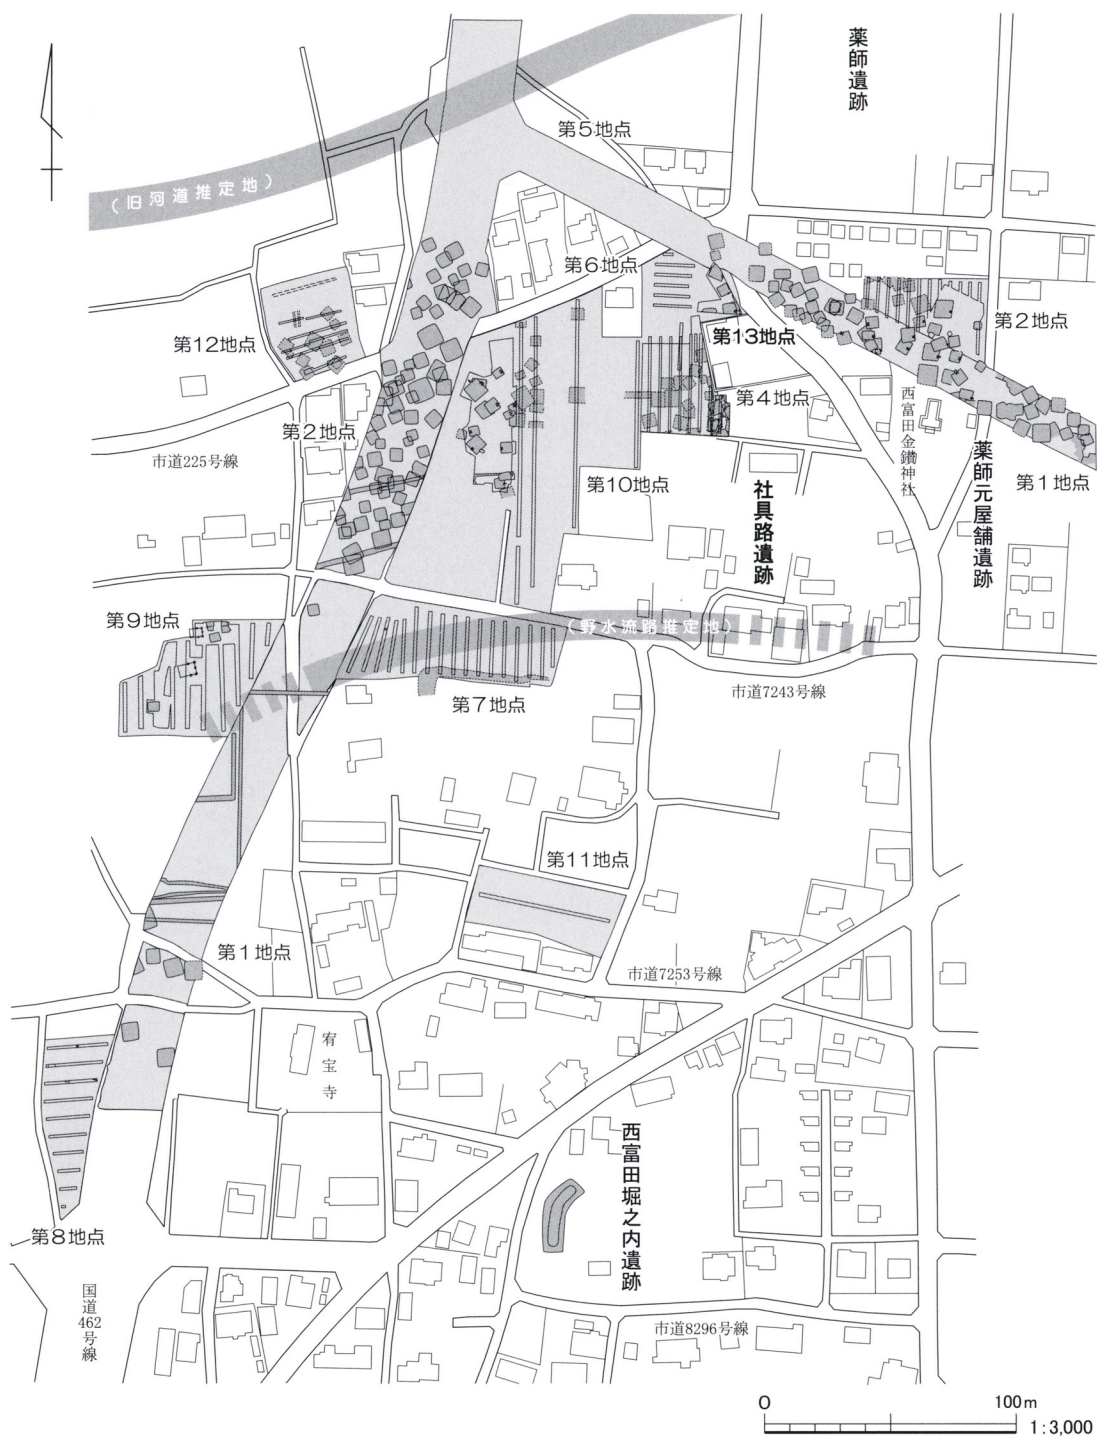 薬師遺跡
第5地点
(旧河道推定地)
第6地点
第12地点
第13地点
第2地点
第4地点
第2地点
市道225号線
西富田金鑚神社
第10地点
社具路遺跡
薬師元屋舗遺跡
第1地点
第9地点
(野水流路推定地)
第7地点
市道7243号線
第11地点
第1地点
市道7253号線
宥宝寺
西富田堀之内遺跡
第8地点
国道462号線
市道8296号線
0 100m
1:3,000